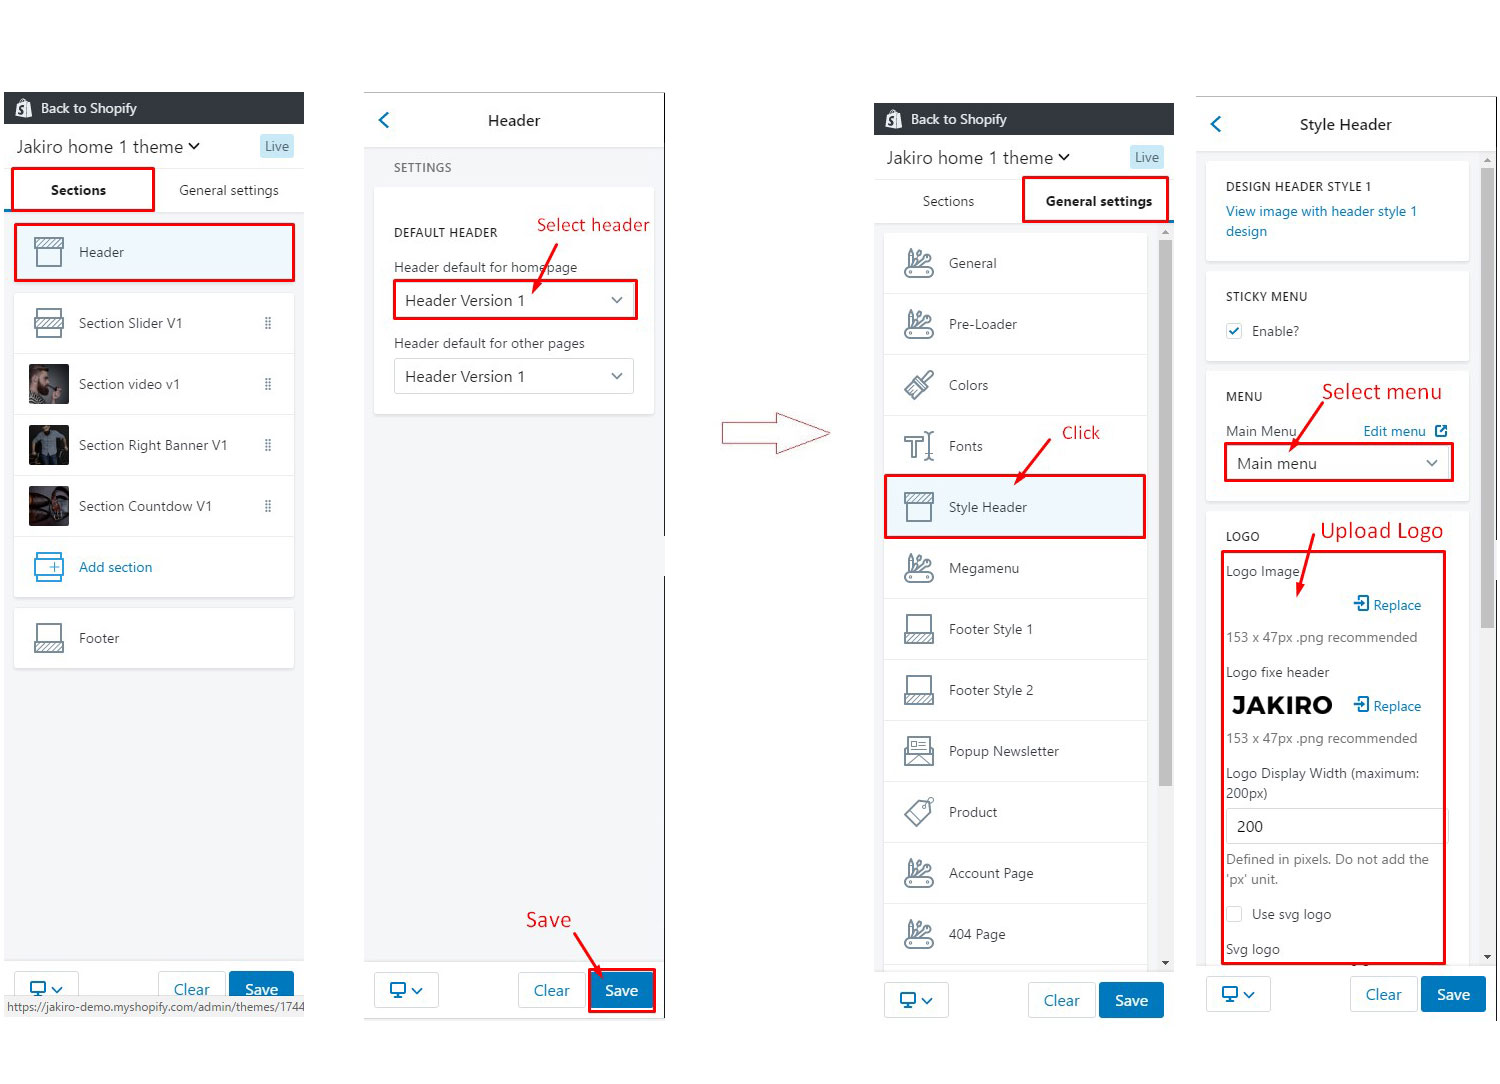 Back to Shopify
Jakiro home 1 theme
Live
Sections
General settings
Header
Section Slider V1
Section video v1
Section Right Banner V1
Section Countdow V1
Add section
Footer
Clear
Save
https://jakiro-demo.myshopify.com/admin/themes/1744
Header
SETTINGS
Select header
DEFAULT HEADER
Header default for homepage
Header Version 1
Header default for other pages
Header Version 1
Save
Clear
Save
Back to Shopify
Jakiro home 1 theme
Live
Sections
General settings
General
Pre-Loader
Colors
Click
Fonts
Style Header
Megamenu
Footer Style 1
Footer Style 2
Popup Newsletter
Product
Account Page
404 Page
Clear
Save
Style Header
DESIGN HEADER STYLE 1
View image with header style 1
design
STICKY MENU
Enable?
Select menu
MENU
Main Menu
Edit menu
Main menu
Upload Logo
LOGO
Logo Image
Replace
153 x 47px .png recommended
Logo fixe header
JAKIRO
Replace
153 x 47px .png recommended
Logo Display Width (maximum:
200px)
200
Defined in pixels. Do not add the
'px' unit.
Use svg logo
Svg logo
Clear
Save